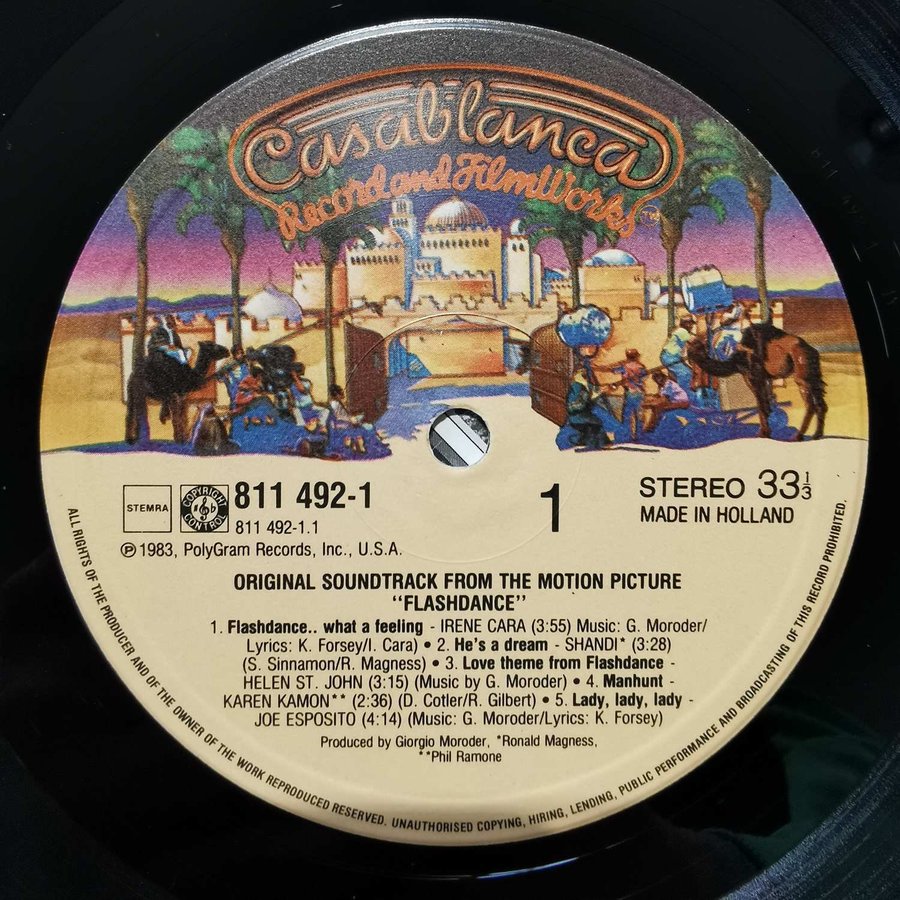 Casablanca
Record and FilmWorks TM
STEMRA
COPYRIGHT CONTROL
811 492-1
811 492-1.1
℗ 1983, PolyGram Records, Inc., U.S.A.
1
STEREO 33 1/3
MADE IN HOLLAND
ORIGINAL SOUNDTRACK FROM THE MOTION PICTURE
"FLASHDANCE"
1. Flashdance.. what a feeling - IRENE CARA (3:55) Music: G. Moroder/
Lyrics: K. Forsey/I. Cara) • 2. He's a dream - SHANDI* (3:28)
(S. Sinnamon/R. Magness) • 3. Love theme from Flashdance -
HELEN ST. JOHN (3:15) (Music by G. Moroder) • 4. Manhunt -
KAREN KAMON** (2:36) (D. Cotler/R. Gilbert) • 5. Lady, lady, lady -
JOE ESPOSITO (4:14) (Music: G. Moroder/Lyrics: K. Forsey)
Produced by Giorgio Moroder, *Ronald Magness,
**Phil Ramone
ALL RIGHTS OF THE PRODUCER AND OF THE OWNER OF THE WORK REPRODUCED RESERVED. UNAUTHORISED COPYING, HIRING, LENDING, PUBLIC PERFORMANCE AND BROADCASTING OF THIS RECORD PROHIBITED.